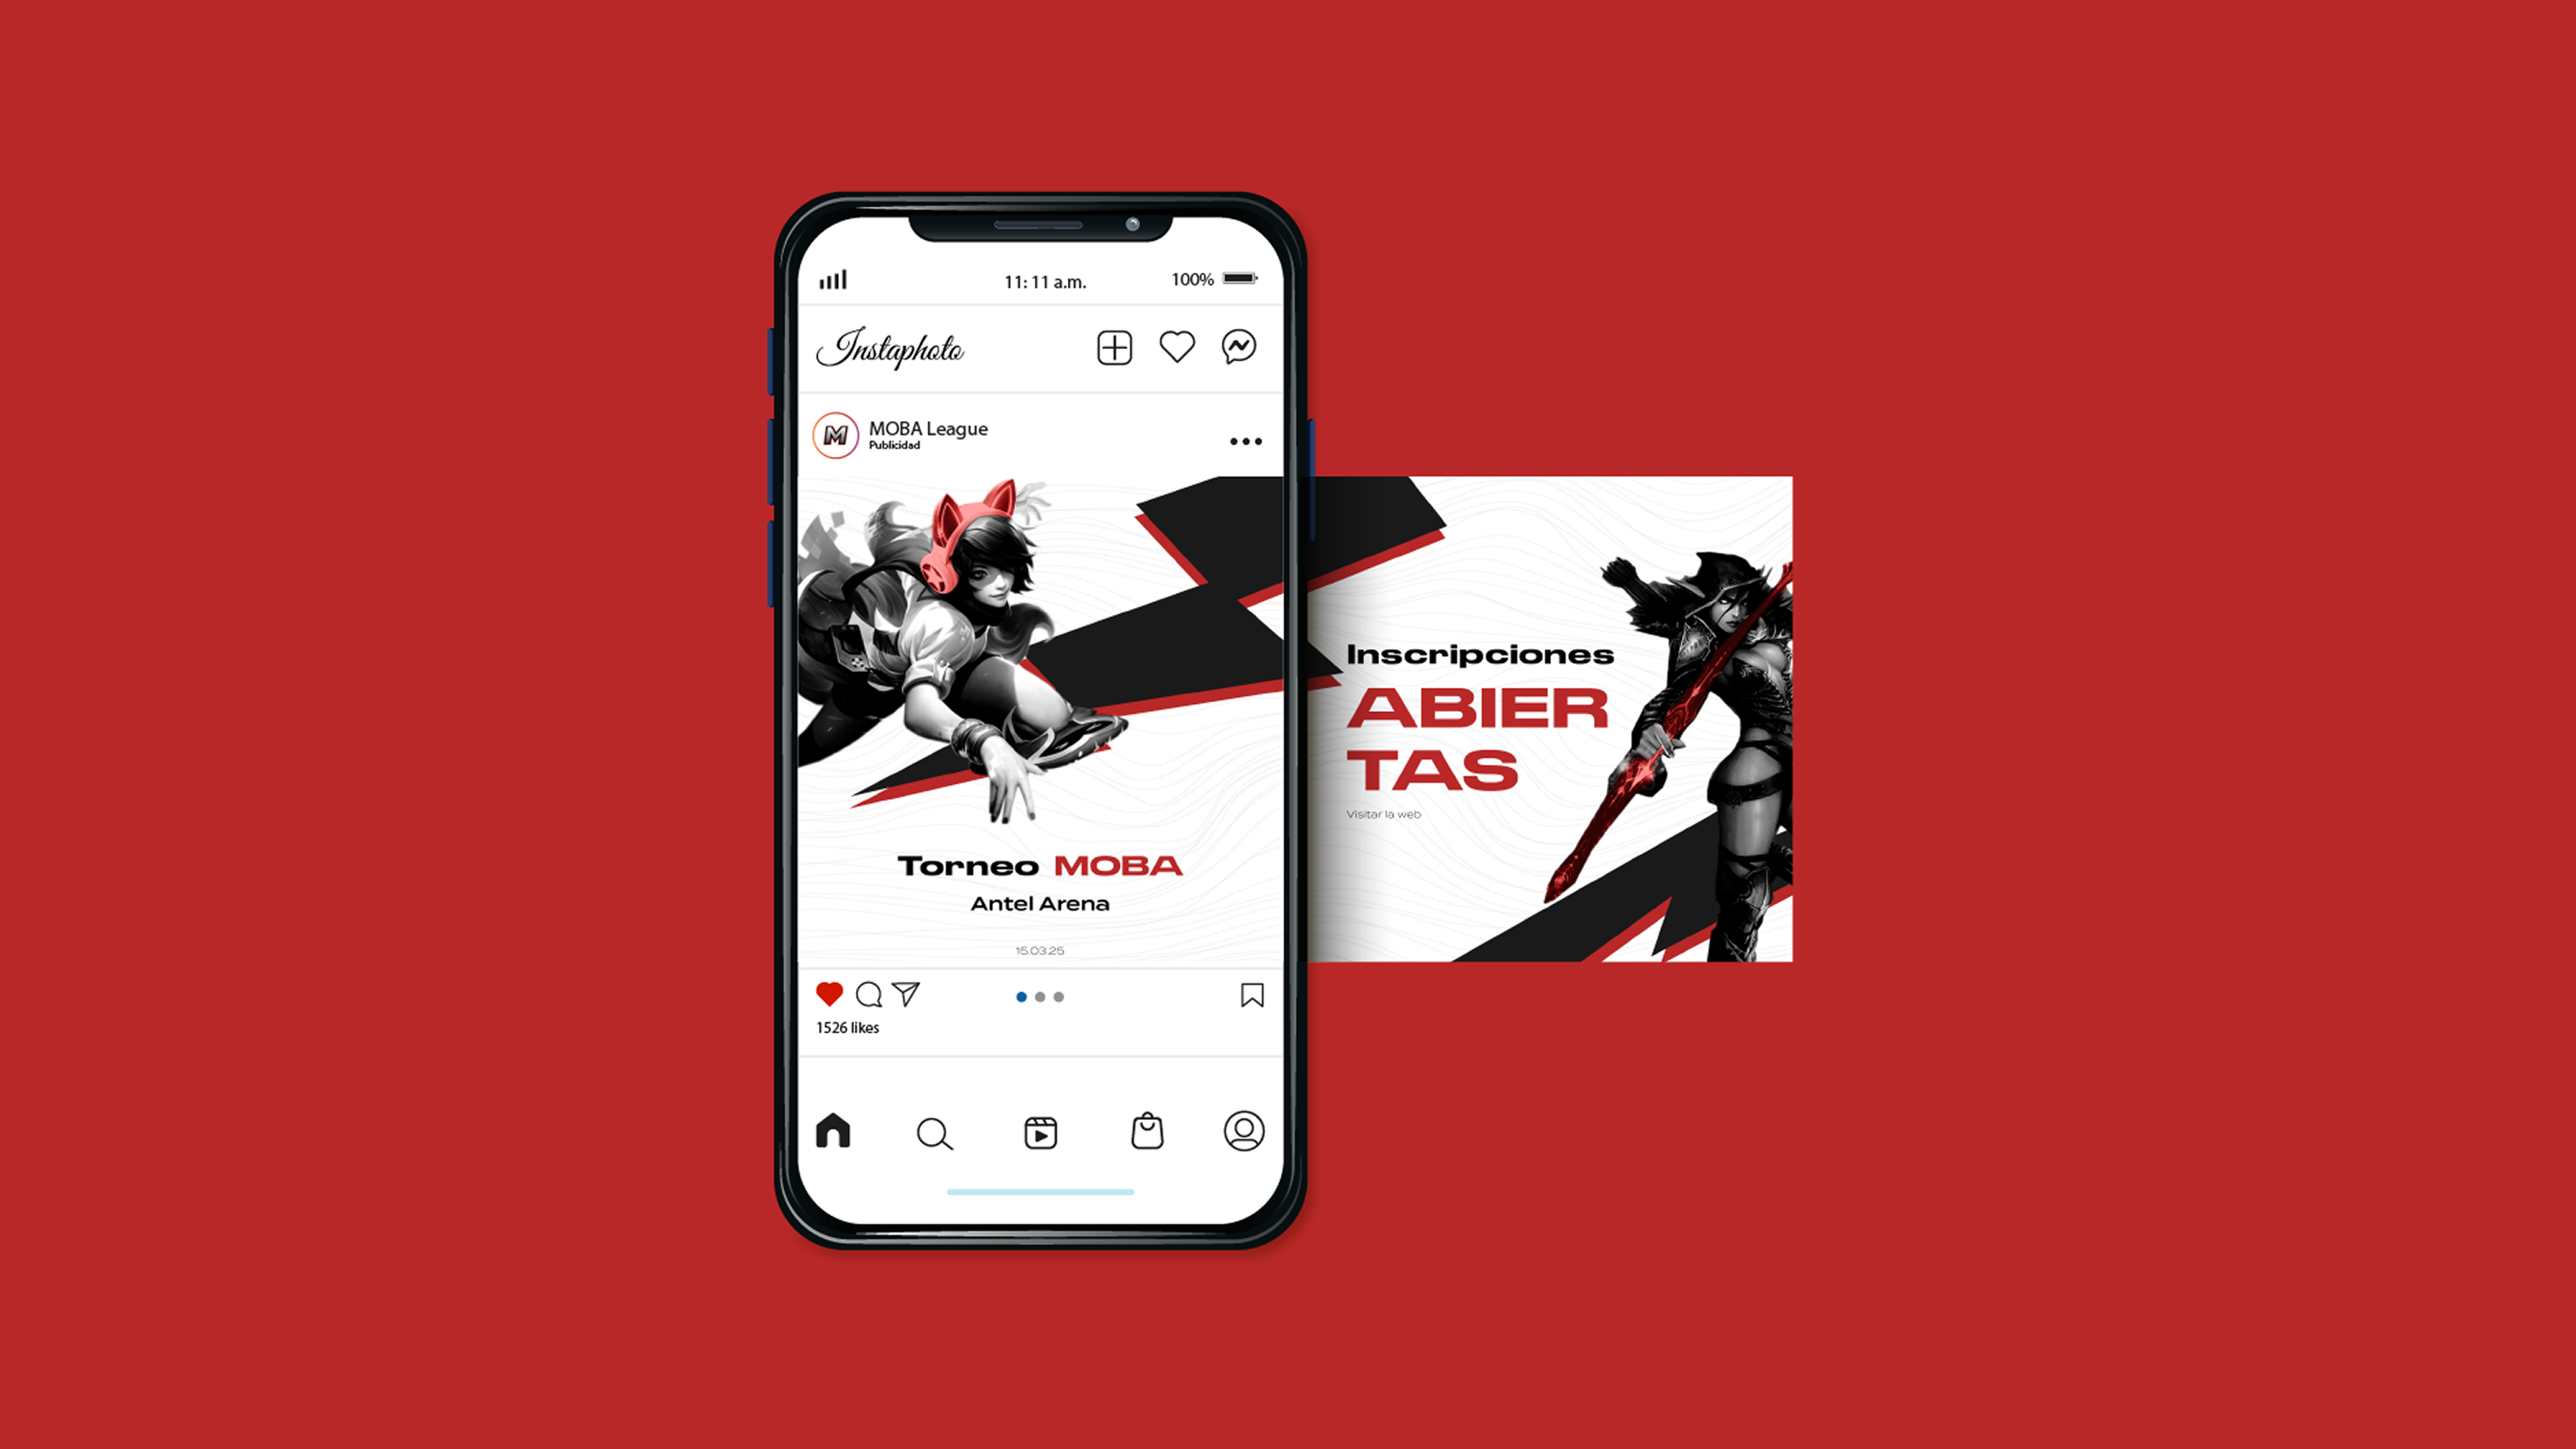 11: 11 a.m.
100%
Instaphoto
M
MOBA League
Publicidad
Torneo MOBA
Antel Arena
15.03.25
1526 likes
Inscripciones
ABIER
TAS
Visitar la web